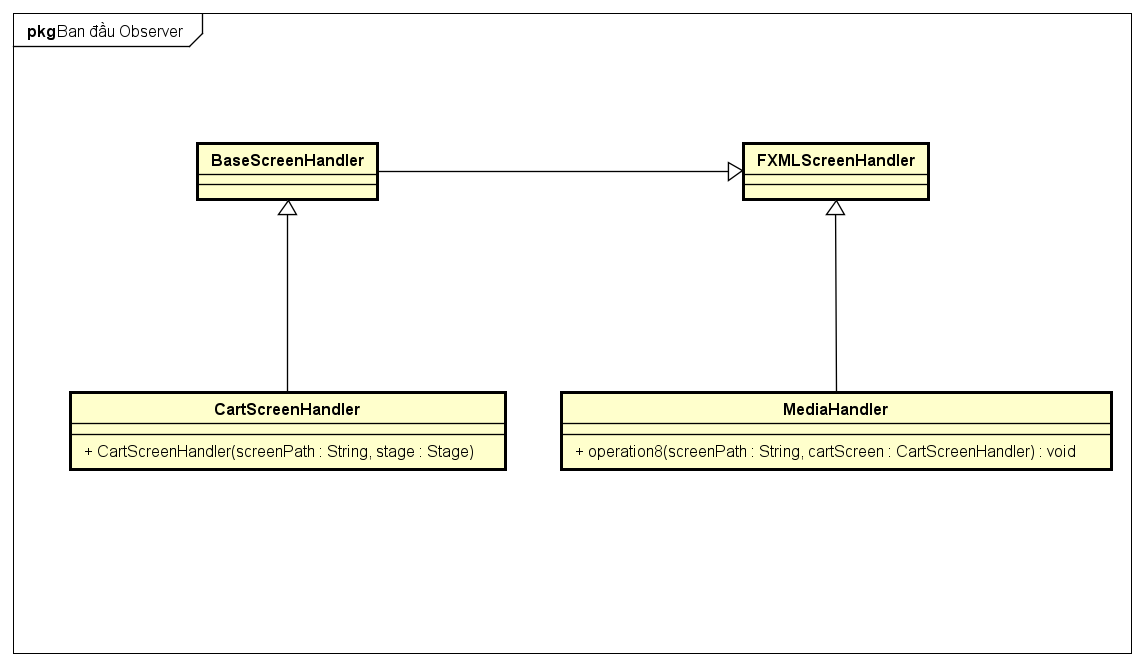 pkgBan đầu Observer
BaseScreenHandler
FXMLScreenHandler
CartScreenHandler
+ CartScreenHandler(screenPath : String, stage : Stage)
MediaHandler
+ operation8(screenPath : String, cartScreen : CartScreenHandler) : void